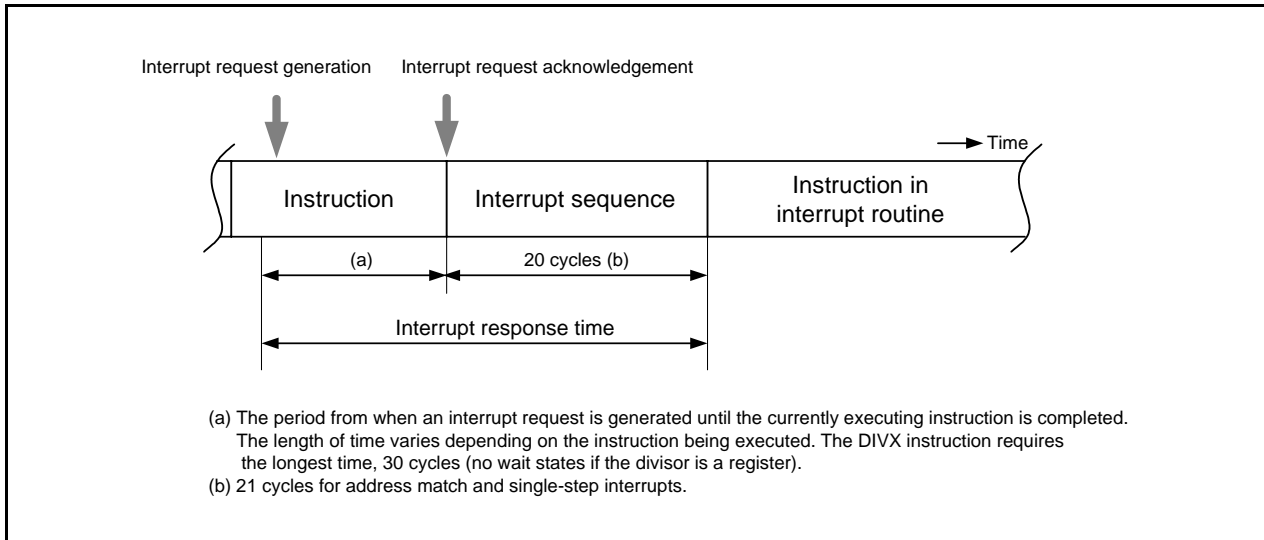 Interrupt request generation
Interrupt request acknowledgement
Time
Instruction
Interrupt sequence
Instruction in
interrupt routine
(a)
20 cycles (b)
Interrupt response time
(a) The period from when an interrupt request is generated until the currently executing instruction is completed.
The length of time varies depending on the instruction being executed. The DIVX instruction requires
the longest time, 30 cycles (no wait states if the divisor is a register).
(b) 21 cycles for address match and single-step interrupts.